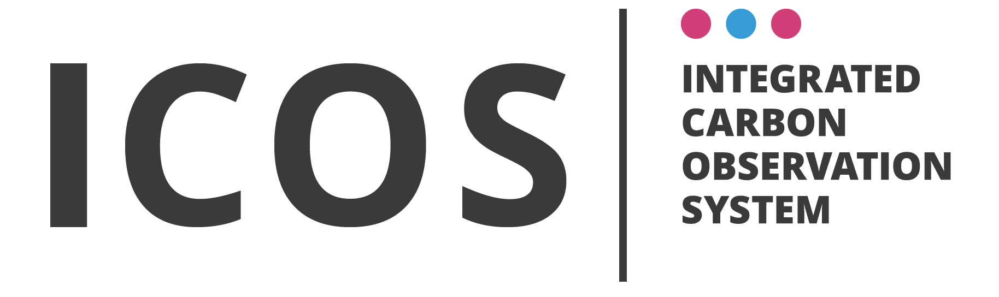 ICOS
INTEGRATED
CARBON
OBSERVATION
SYSTEM